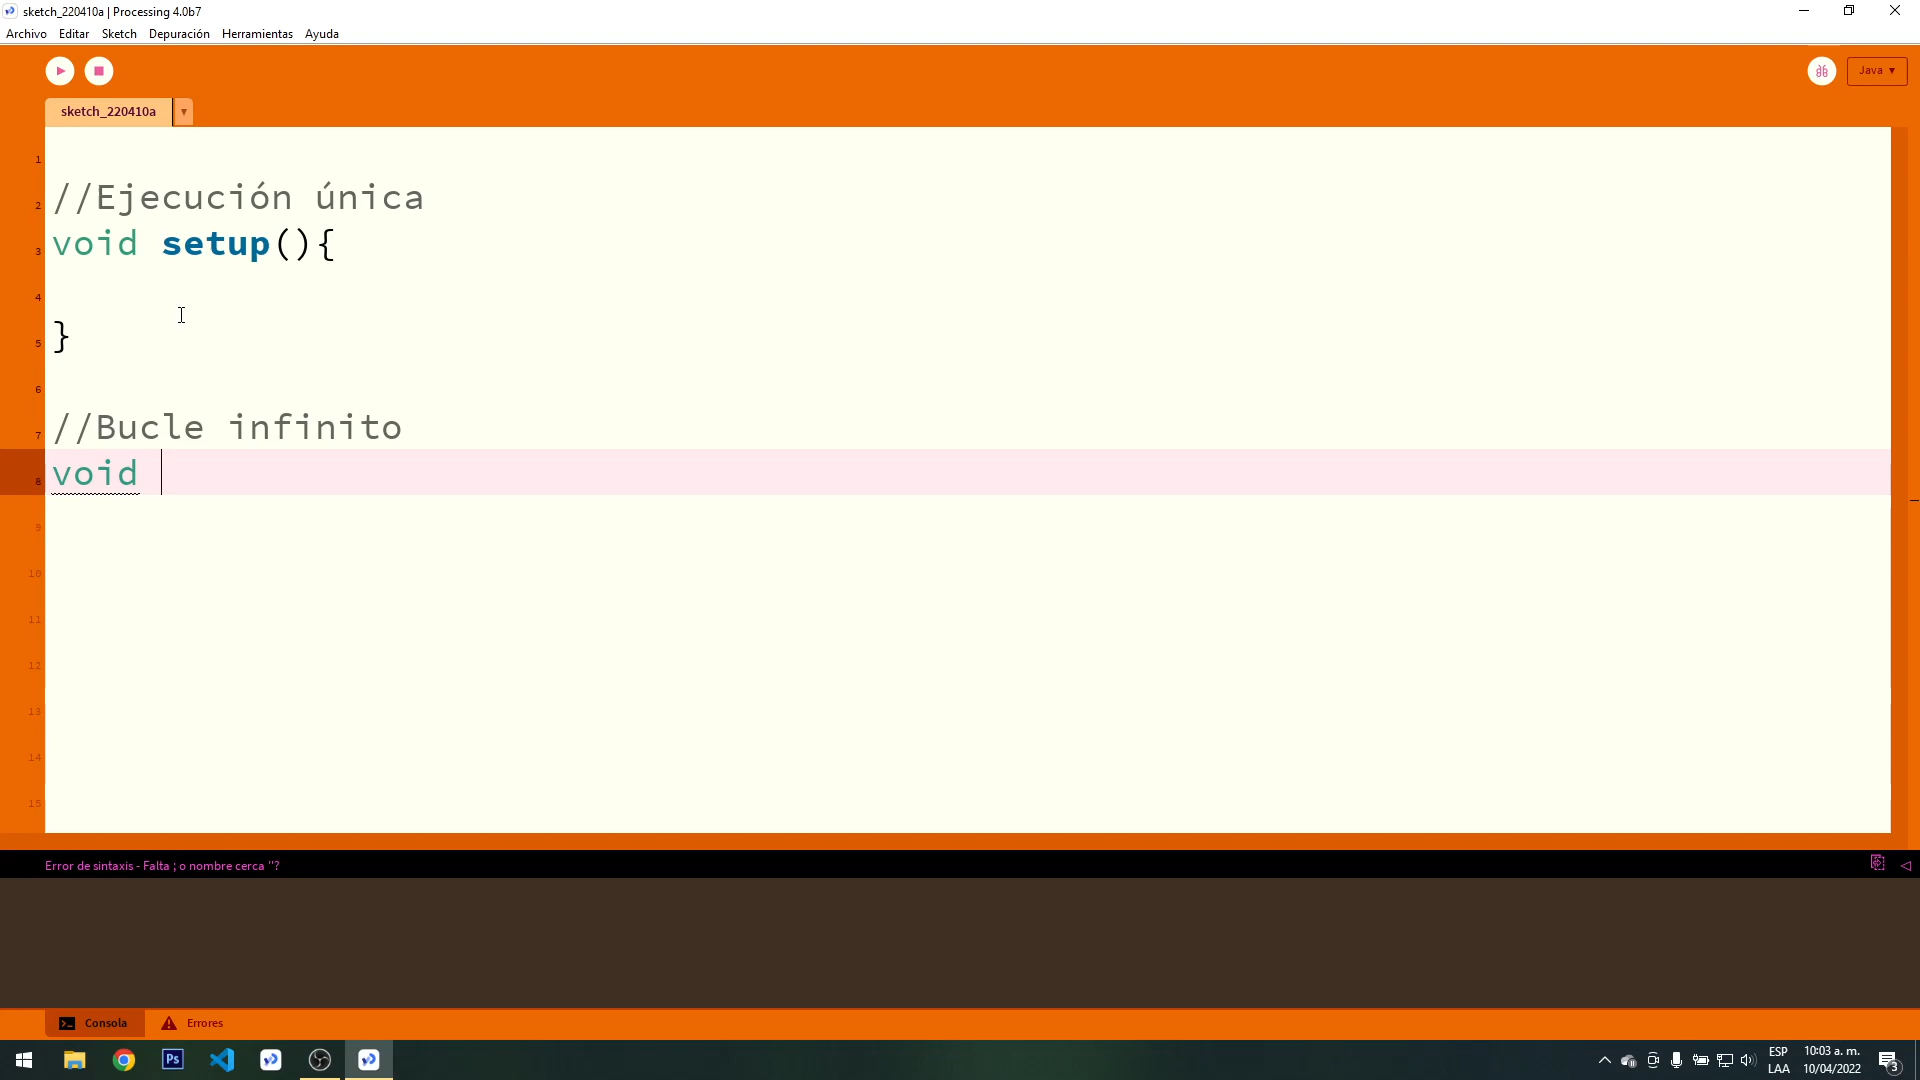 sketch_220410a | Processing 4.0b7
Archivo Editar Sketch Depuración Herramientas Ayuda
Java ▾
sketch_220410a ▾
1
2 //Ejecución única
3 void setup(){
4
5 }
6
7 //Bucle infinito
8 void
9
10
11
12
13
14
15
Error de sintaxis - Falta ; o nombre cerca ''?
>_ Consola Errores
Ps
ESP 10:03 a. m.
LAA 10/04/2022 3